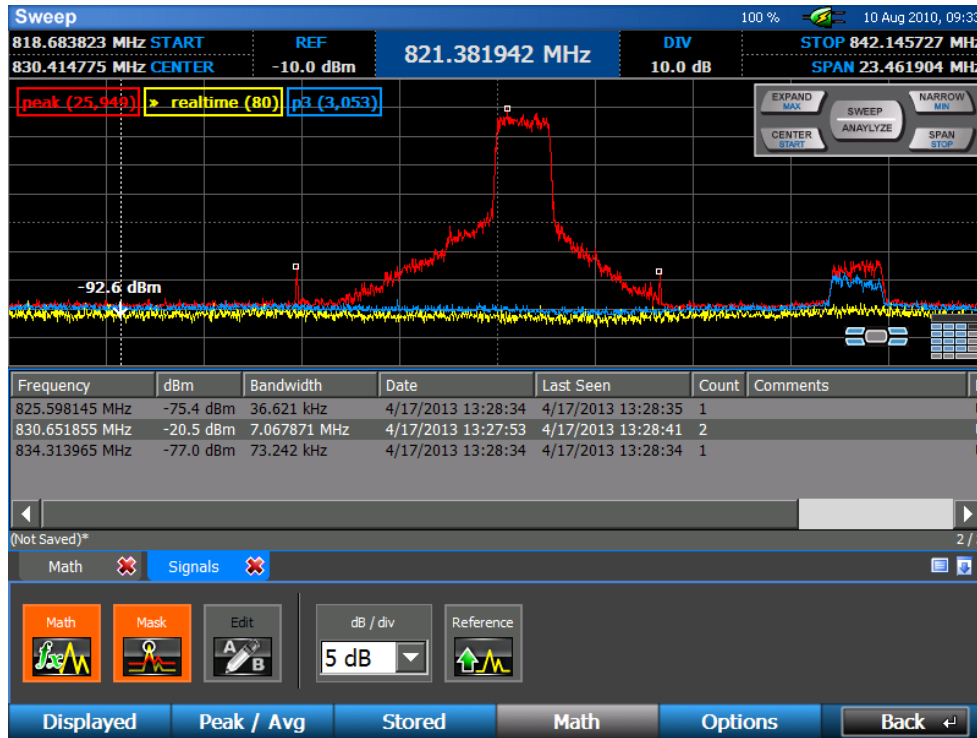 Sweep 100 % 10 Aug 2010, 09:33
818.683823 MHz START REF 821.381942 MHz DIV STOP 842.145727 MHz
830.414775 MHz CENTER -10.0 dBm 10.0 dB SPAN 23.461904 MHz
peak (25,949) » realtime (80) p3 (3,053)
EXPAND MAX SWEEP ANAYLYZE NARROW MIN
CENTER START SPAN STOP
-92.6 dBm
Frequency dBm Bandwidth Date Last Seen Count Comments
825.598145 MHz -75.4 dBm 36.621 kHz 4/17/2013 13:28:34 4/17/2013 13:28:35 1
830.651855 MHz -20.5 dBm 7.067871 MHz 4/17/2013 13:27:53 4/17/2013 13:28:41 2
834.313965 MHz -77.0 dBm 73.242 kHz 4/17/2013 13:28:34 4/17/2013 13:28:34 1
(Not Saved)* 2 /
Math Signals
Math Mask Edit dB / div Reference
A B 5 dB
Displayed Peak / Avg Stored Math Options Back